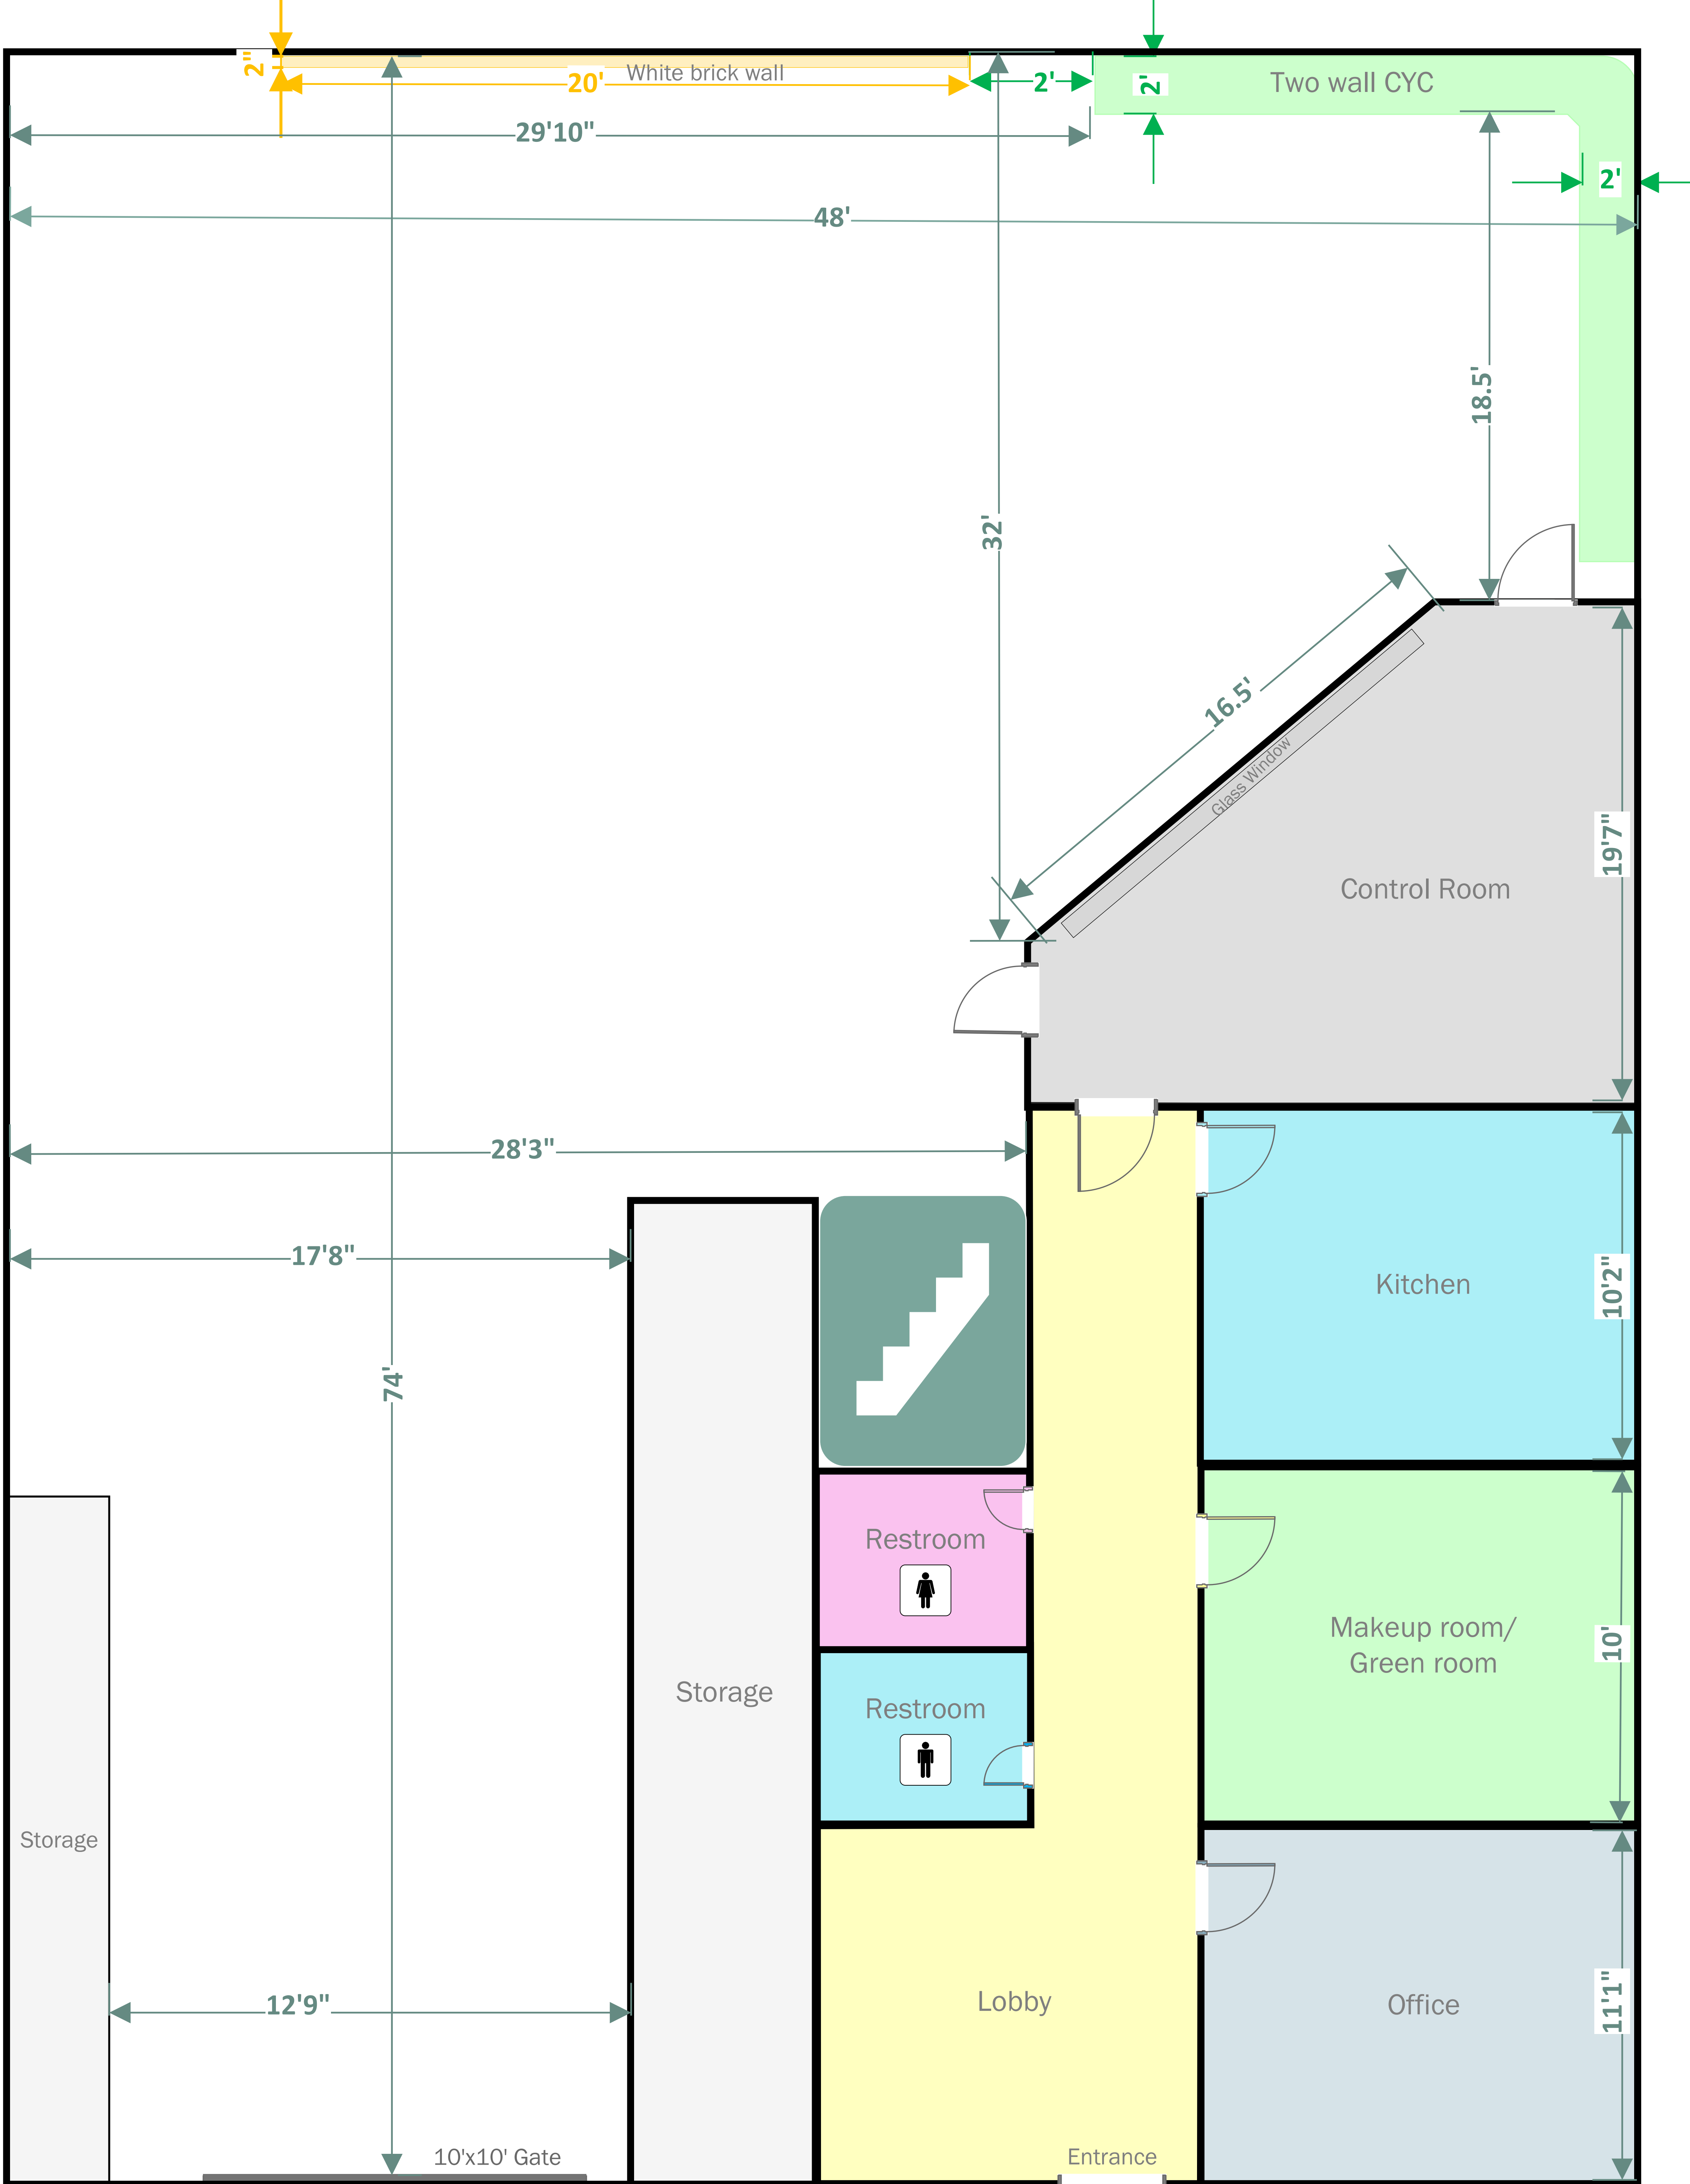 2"
White brick wall
20'
2'
2'
Two wall CYC
29'10"
2'
48'
18.5'
32'
16.5'
Glass Window
19'7"
Control Room
28'3"
17'8"
10'2"
Kitchen
74'
Restroom
Makeup room/
Green room
10'
Storage
Restroom
Storage
12'9"
Lobby
Office
11'1"
10'x10' Gate
Entrance